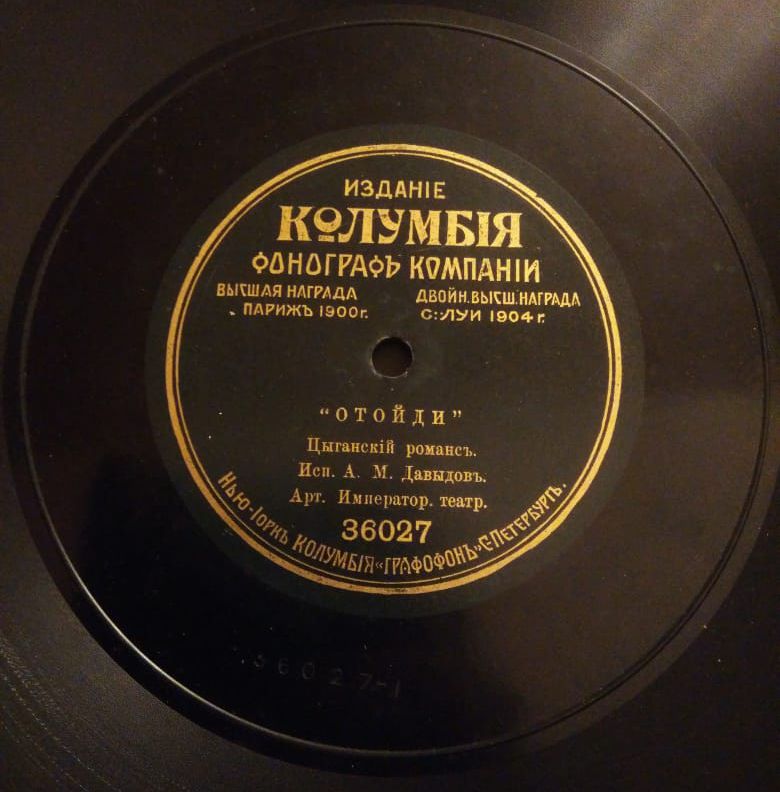 ИЗДАНІЕ
КОЛУМБІЯ
ФОНОГРАФЪ КОМПАНІИ
ВЫСШАЯ НАГРАДА ДВОЙН. ВЫСШ. НАГРАДА
ПАРИЖЪ 1900г. С: ЛУИ 1904 г.
"ОТОЙДИ"
Цыганскій романсъ.
Исп. А. М. Давыдовъ.
Арт. Император. театр.
36027
НЬЮ-ІОРКЪ КОЛУМБІЯ «ГРАФОФОНЪ» С-ПЕТЕРБУРГЪ.
36027-1